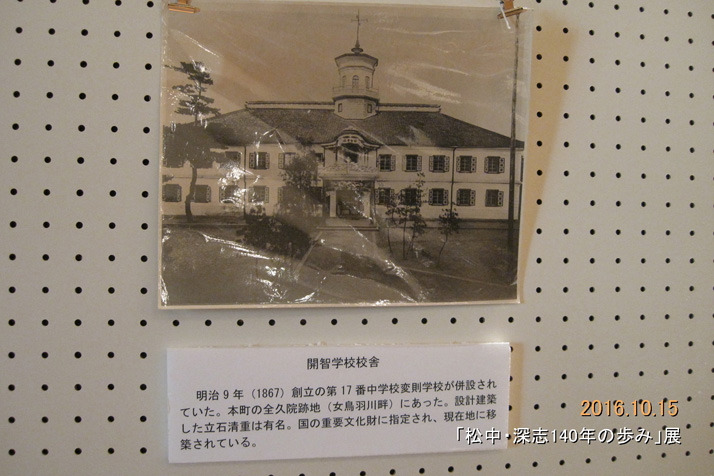 開智学校校舎
明治9年（1867）創立の第17番中学校変則学校が併設され
ていた。本町の全久院跡地（女鳥羽川畔）にあった。設計建築
した立石清重は有名。国の重要文化財に指定され、現在地に移
築されている。
2016.10.15
「松中・深志140年の歩み」展